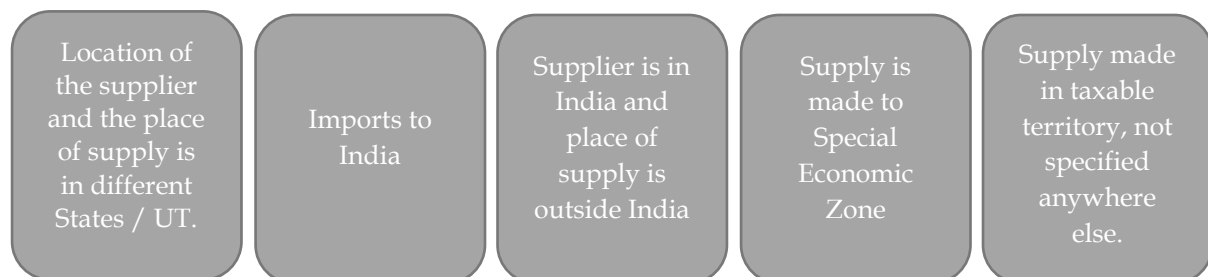 Location of
the supplier
and the place
of supply is
in different
States / UT.
Imports to
India
Supplier is in
India and
place of
supply is
outside India
Supply is
made to
Special
Economic
Zone
Supply made
in taxable
territory, not
specified
anywhere
else.